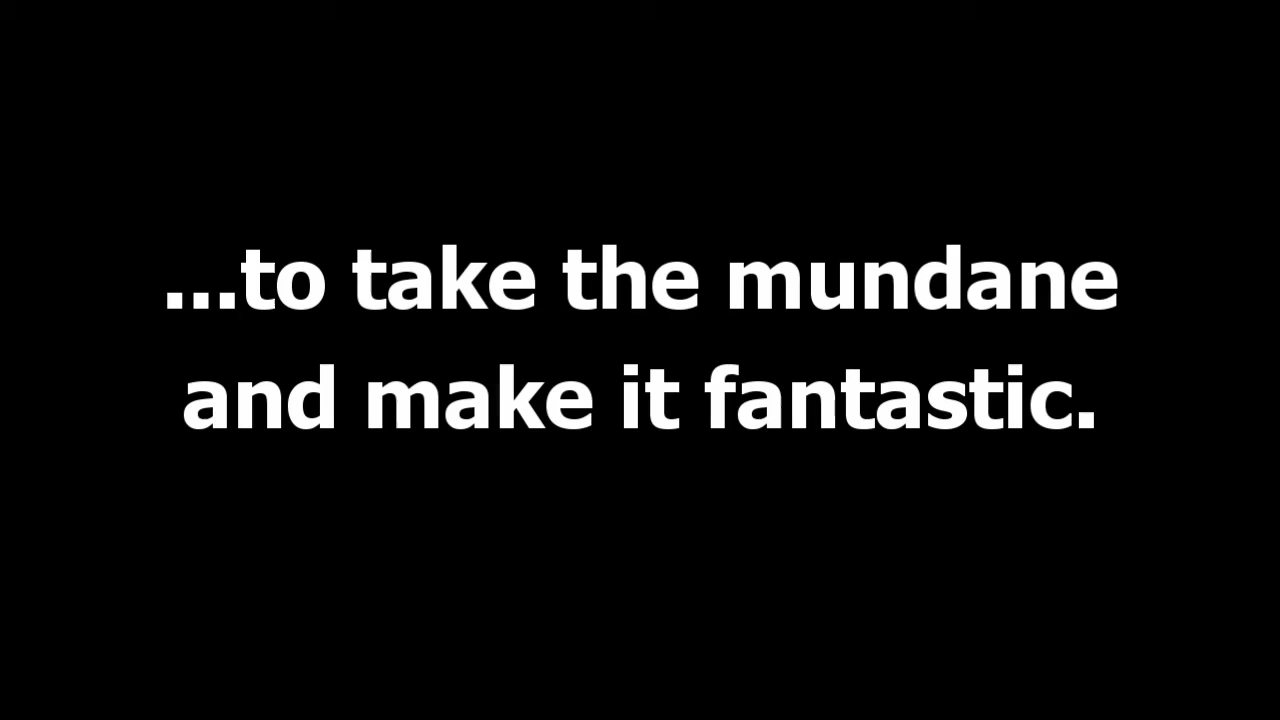 ...to take the mundane
and make it fantastic.